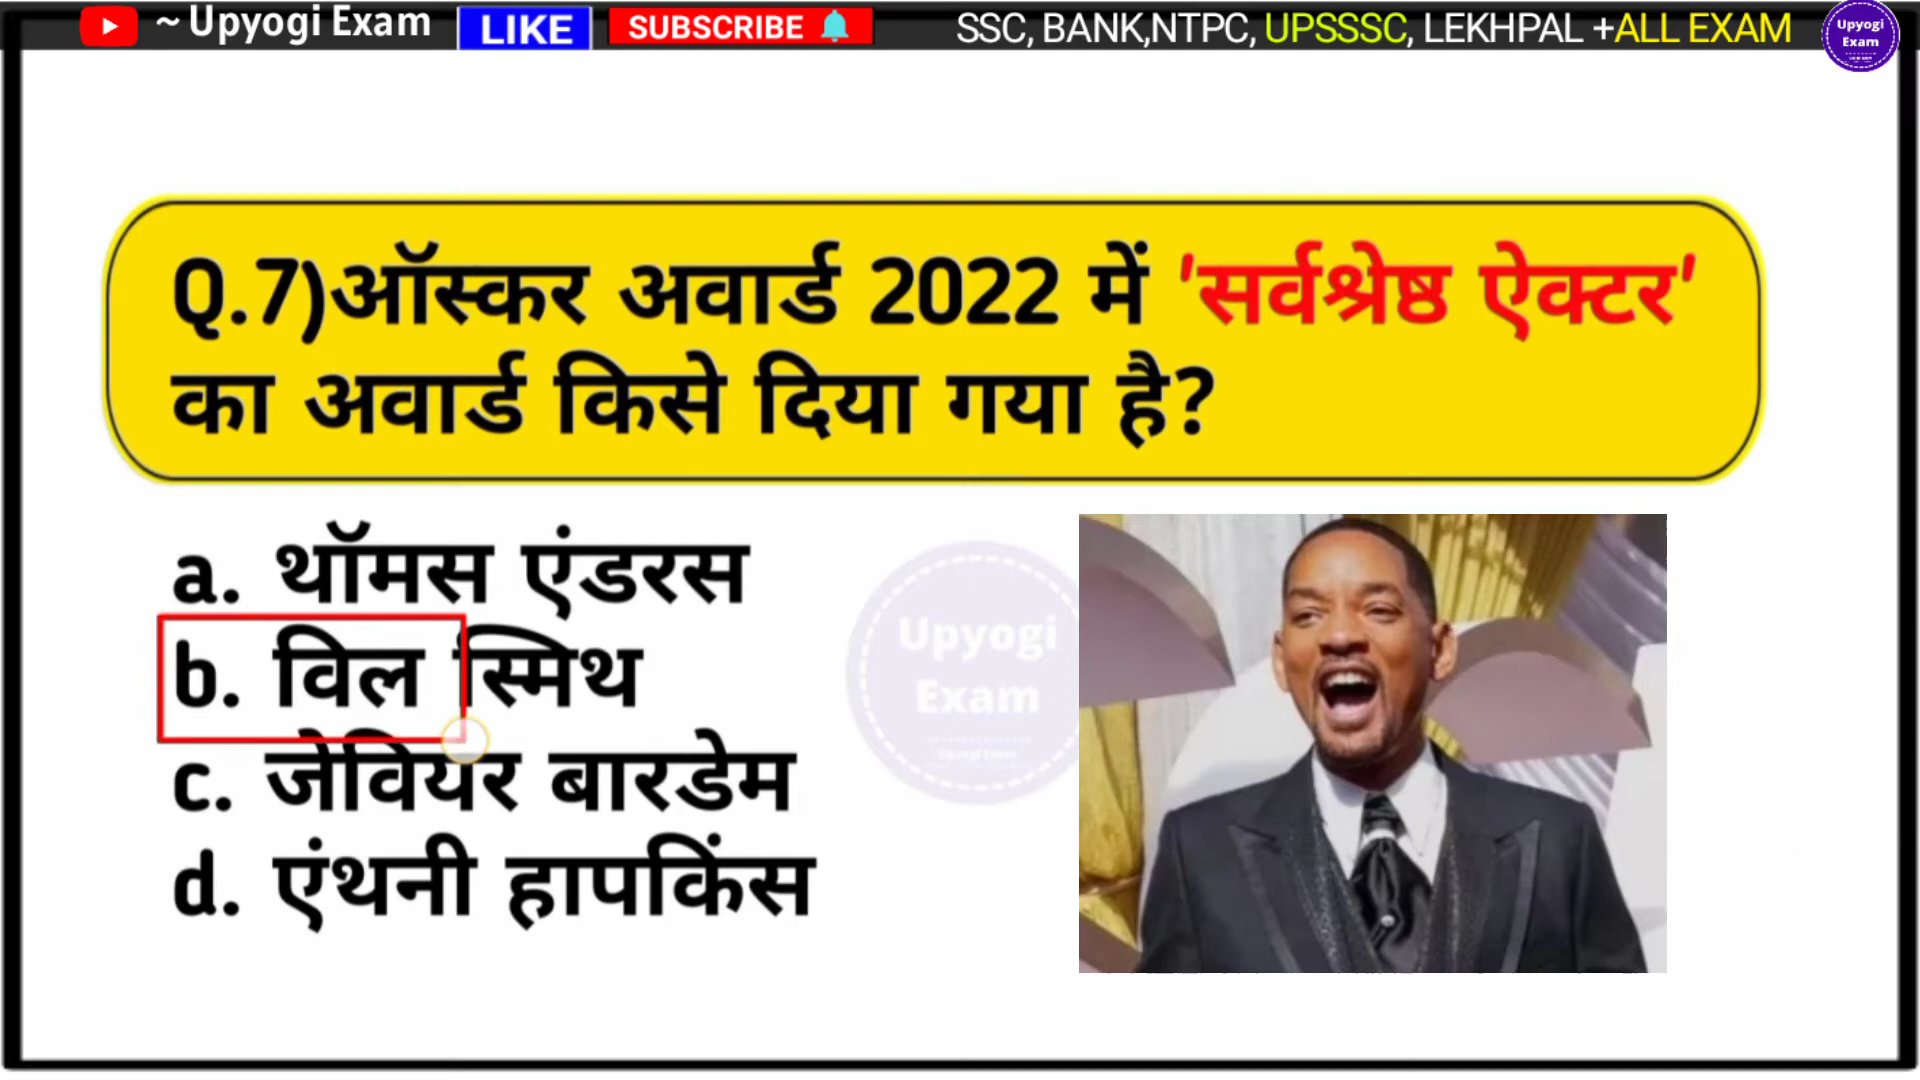 ~ Upyogi Exam LIKE SUBSCRIBE SSC, BANK,NTPC, UPSSSC, LEKHPAL +ALL EXAM
Upyogi
Exam
Q.7)ऑस्कर अवार्ड 2022 में 'सर्वश्रेष्ठ ऐक्टर'
का अवार्ड किसे दिया गया है?
a. थॉमस एंडरस
b. विल स्मिथ
c. जेवियर बारडेम
d. एंथनी हापकिंस
Upyogi
Exam